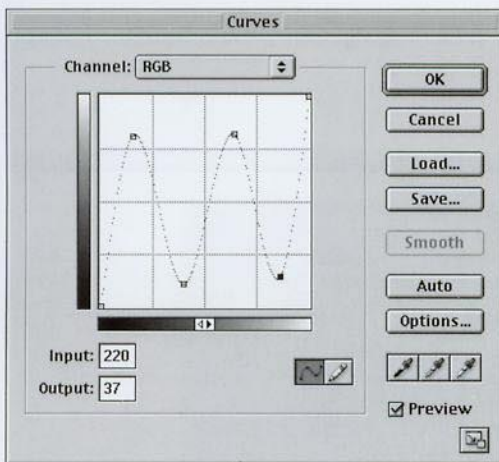 Curves
Channel: RGB
OK
Cancel
Load...
Save...
Smooth
Auto
Options...
Input: 220
Output: 37
Preview